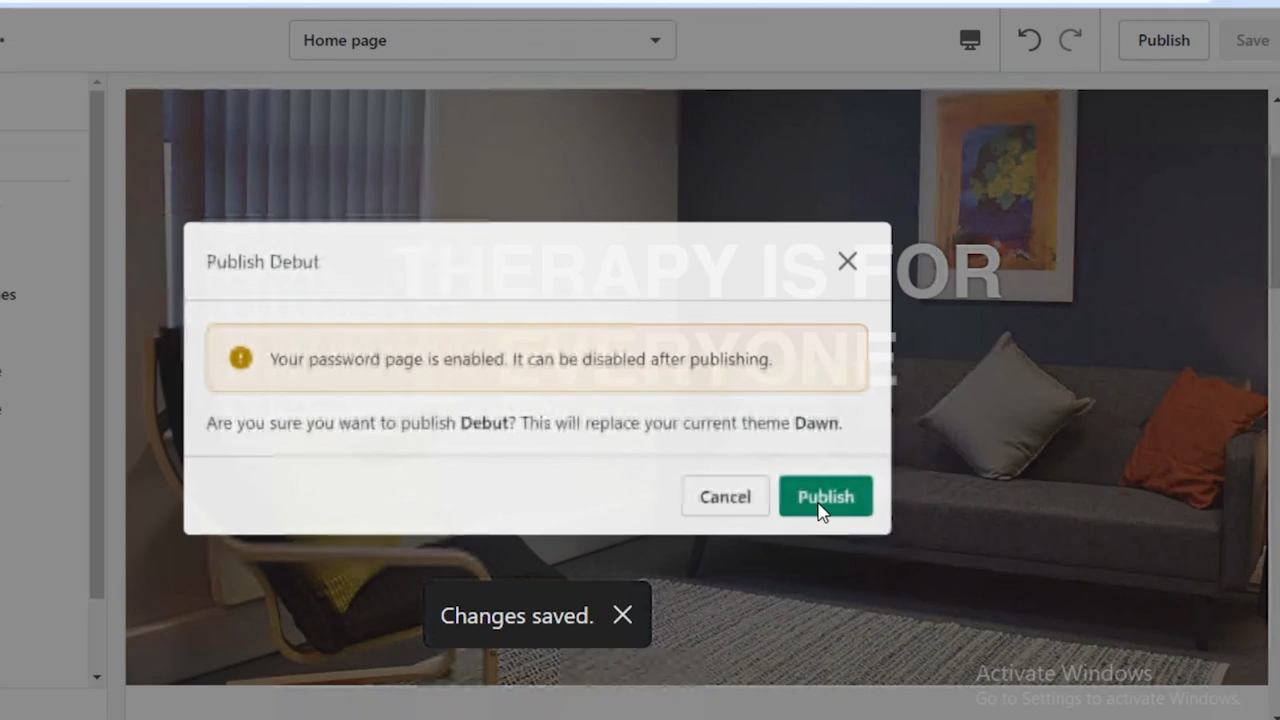 Home page
Publish
Save
es
Publish Debut
THERAPY IS FOR
EVERYONE
Your password page is enabled. It can be disabled after publishing.
Are you sure you want to publish Debut? This will replace your current theme Dawn.
Cancel
Publish
Changes saved.
Activate Windows
Go to Settings to activate Windows.